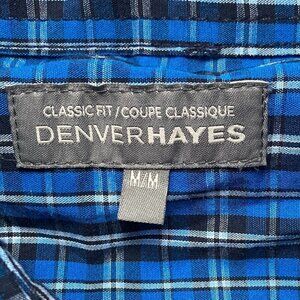 CLASSIC FIT / COUPE CLASSIQUE
DENVERHAYES
M/M